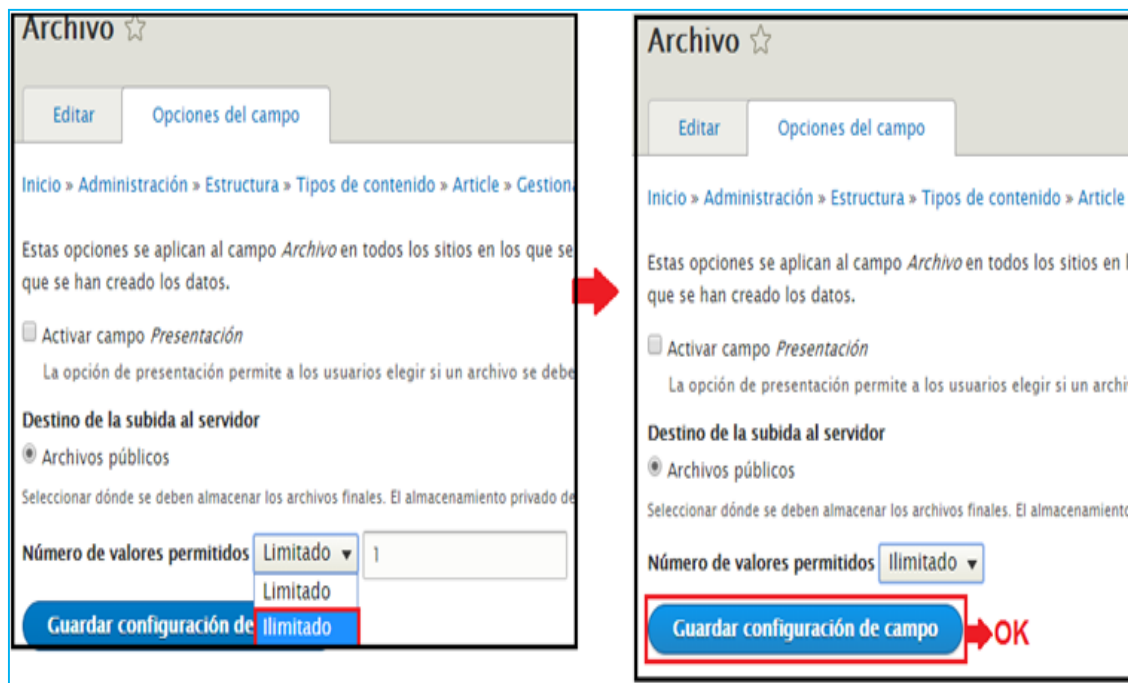 Archivo
Editar
Opciones del campo
Inicio » Administración » Estructura » Tipos de contenido » Article » Gestion
Estas opciones se aplican al campo Archivo en todos los sitios en los que se
que se han creado los datos.
Activar campo Presentación
La opción de presentación permite a los usuarios elegir si un archivo se debe
Destino de la subida al servidor
Archivos públicos
Seleccionar dónde se deben almacenar los archivos finales. El almacenamiento privado de
Número de valores permitidos Limitado 1
Limitado
Guardar configuración de Ilimitado
Archivo
Editar
Opciones del campo
Inicio » Administración » Estructura » Tipos de contenido » Article
Estas opciones se aplican al campo Archivo en todos los sitios en
que se han creado los datos.
Activar campo Presentación
La opción de presentación permite a los usuarios elegir si un archi
Destino de la subida al servidor
Archivos públicos
Seleccionar dónde se deben almacenar los archivos finales. El almacenamiento
Número de valores permitidos Ilimitado
Guardar configuración de campo OK